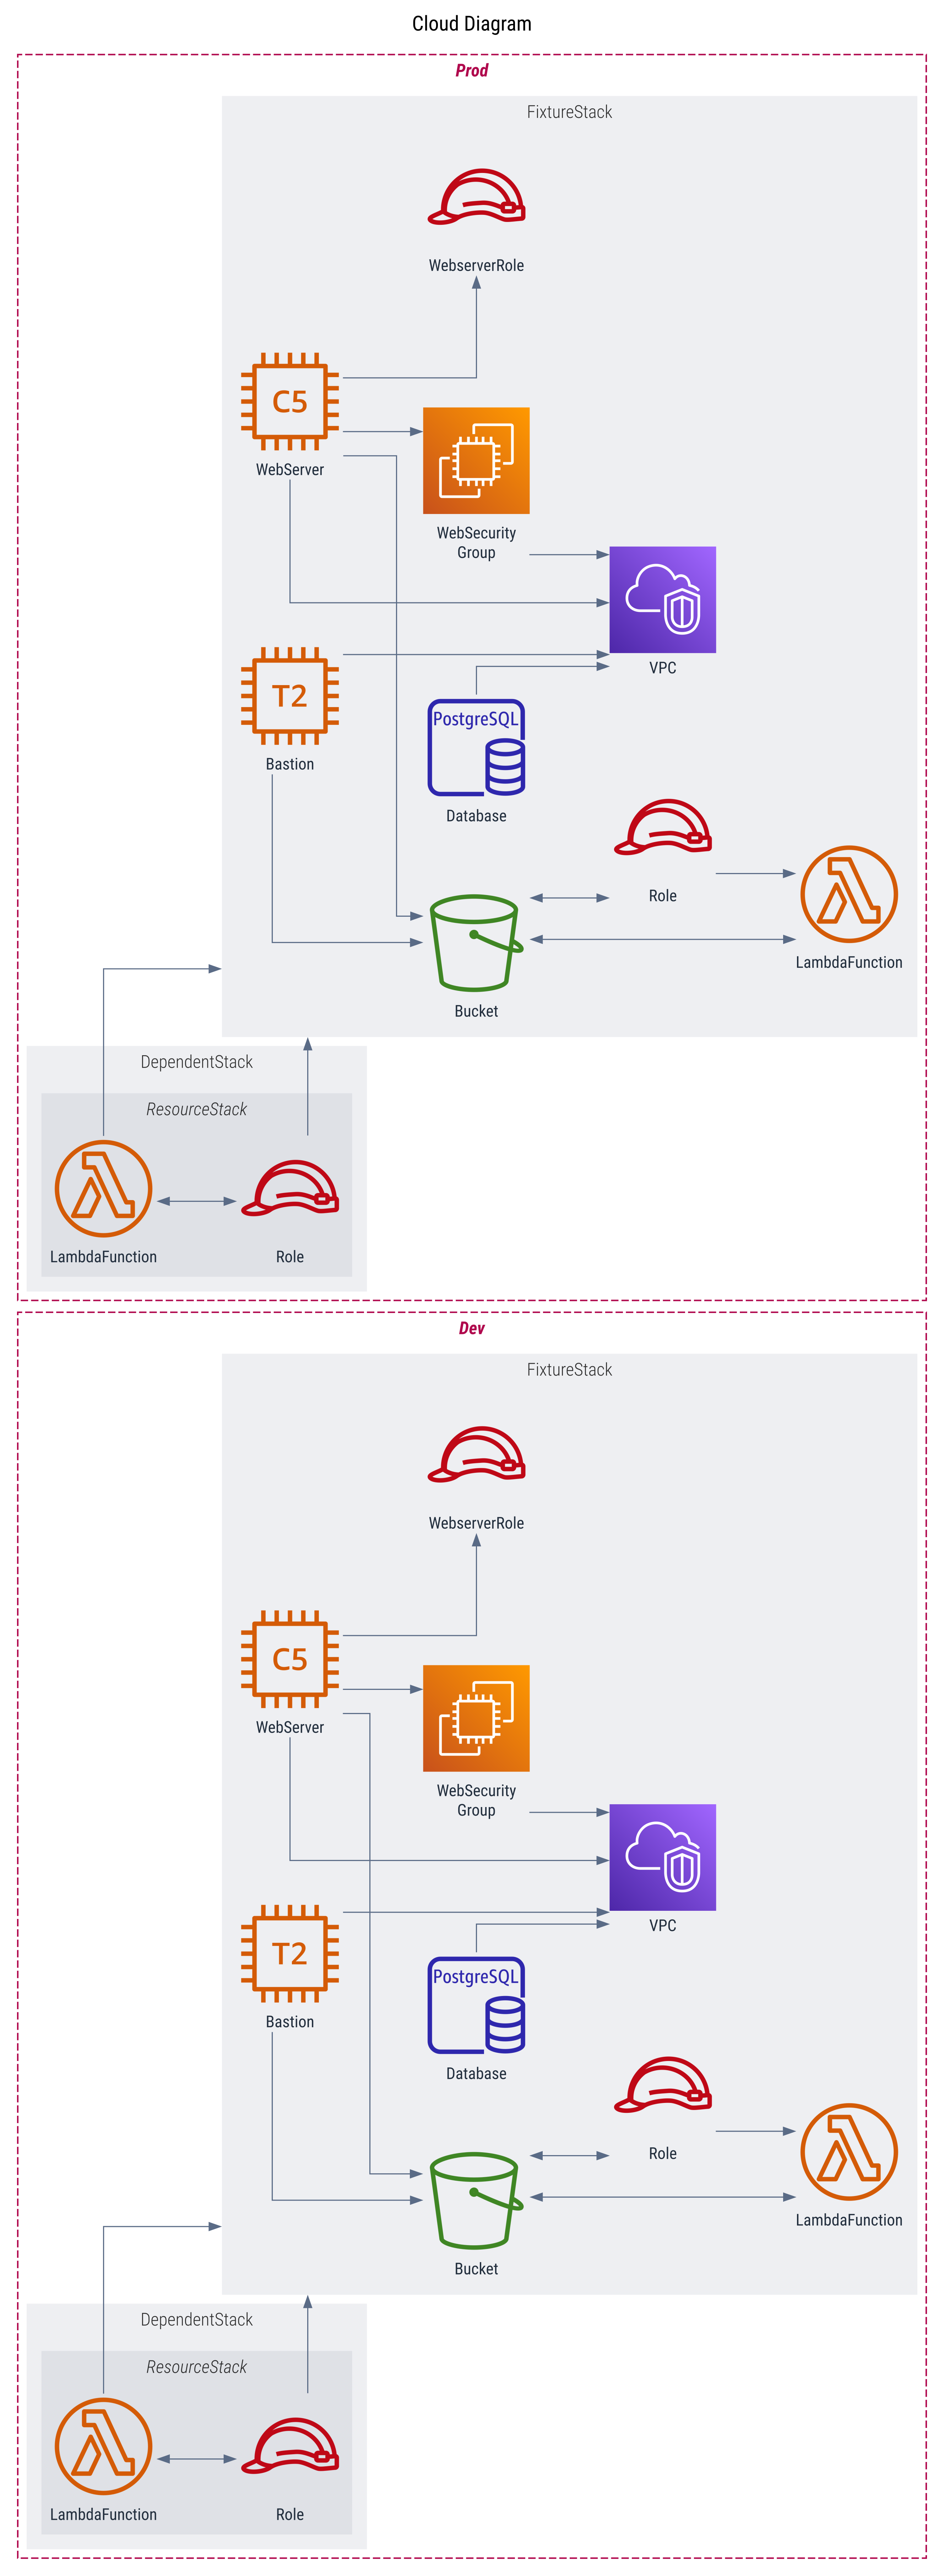 Cloud Diagram
Prod
FixtureStack
WebserverRole
C5
WebServer
WebSecurity
Group
VPC
T2
Bastion
PostgreSQL
Database
Role
LambdaFunction
Bucket
DependentStack
ResourceStack
LambdaFunction
Role
Dev
FixtureStack
WebserverRole
C5
WebServer
WebSecurity
Group
VPC
T2
Bastion
PostgreSQL
Database
Role
LambdaFunction
Bucket
DependentStack
ResourceStack
LambdaFunction
Role